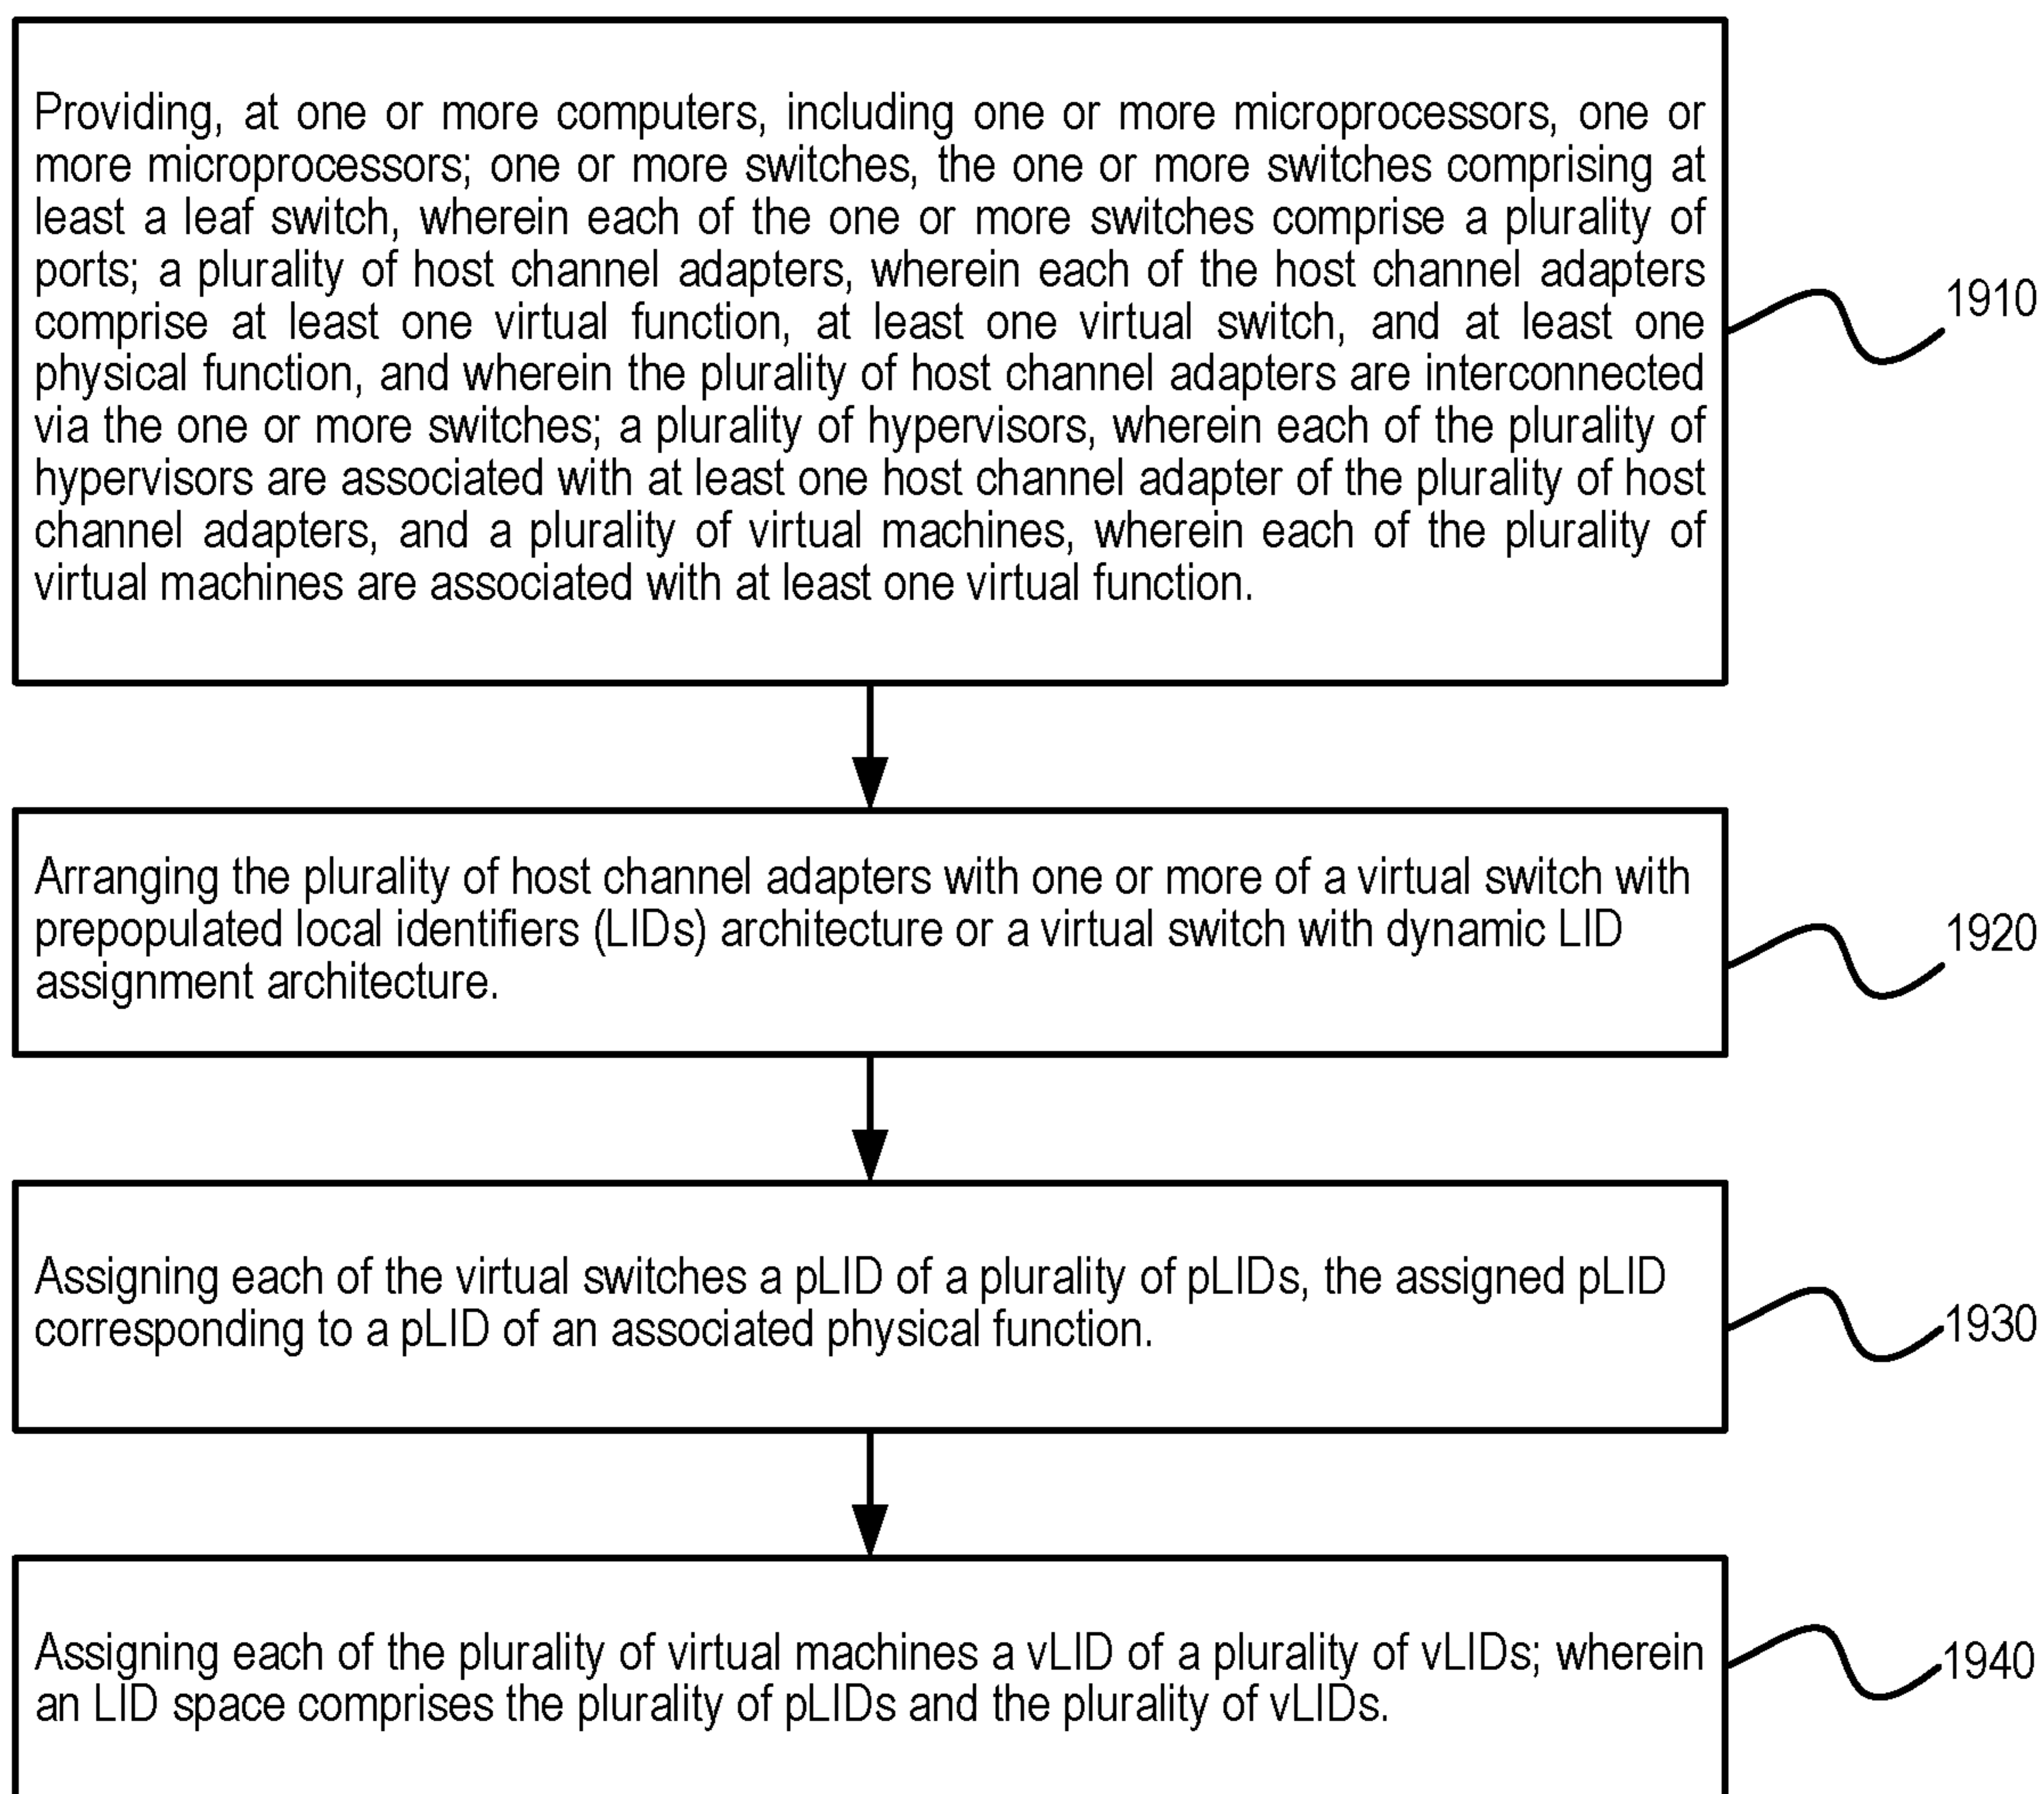 Providing, at one or more computers, including one or more microprocessors, one or
more microprocessors; one or more switches, the one or more switches comprising at
least a leaf switch, wherein each of the one or more switches comprise a plurality of
ports; a plurality of host channel adapters, wherein each of the host channel adapters
comprise at least one virtual function, at least one virtual switch, and at least one
physical function, and wherein the plurality of host channel adapters are interconnected
via the one or more switches; a plurality of hypervisors, wherein each of the plurality of
hypervisors are associated with at least one host channel adapter of the plurality of host
channel adapters, and a plurality of virtual machines, wherein each of the plurality of
virtual machines are associated with at least one virtual function.
1910
Arranging the plurality of host channel adapters with one or more of a virtual switch with
prepopulated local identifiers (LIDs) architecture or a virtual switch with dynamic LID
assignment architecture.
1920
Assigning each of the virtual switches a pLID of a plurality of pLIDs, the assigned pLID
corresponding to a pLID of an associated physical function.
1930
Assigning each of the plurality of virtual machines a vLID of a plurality of vLIDs; wherein
an LID space comprises the plurality of pLIDs and the plurality of vLIDs.
1940